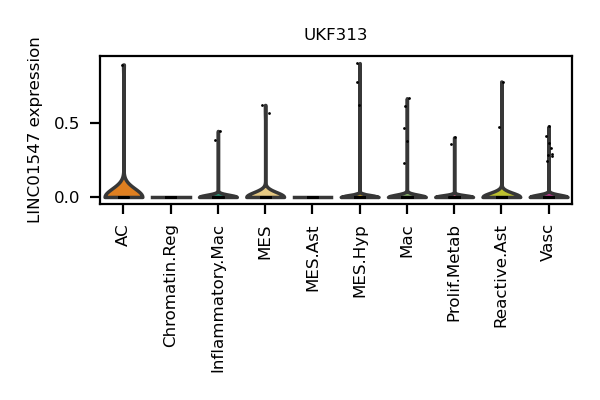 UKF313
LINC01547 expression
0.5
0.0
AC
Chromatin.Reg
Inflammatory.Mac
MES
MES.Ast
MES.Hyp
Mac
Prolif.Metab
Reactive.Ast
Vasc